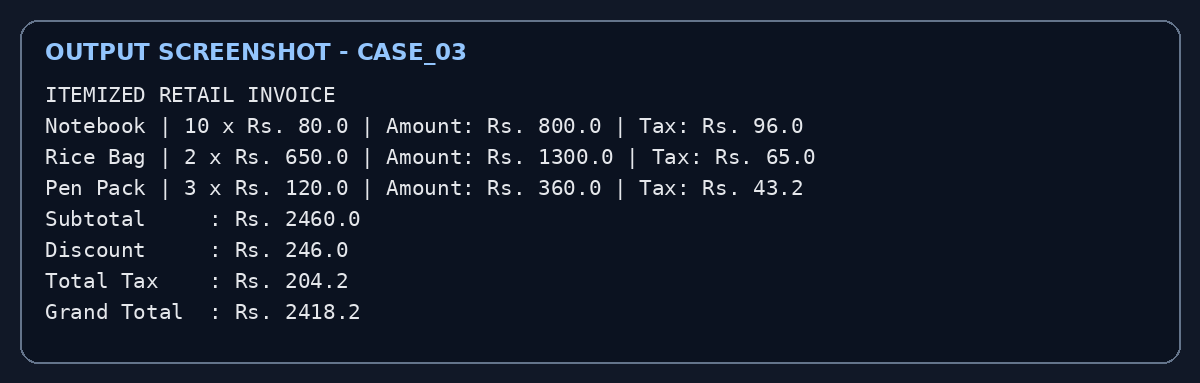 OUTPUT SCREENSHOT - CASE_03
ITEMIZED RETAIL INVOICE
Notebook | 10 x Rs. 80.0 | Amount: Rs. 800.0 | Tax: Rs. 96.0
Rice Bag | 2 x Rs. 650.0 | Amount: Rs. 1300.0 | Tax: Rs. 65.0
Pen Pack | 3 x Rs. 120.0 | Amount: Rs. 360.0 | Tax: Rs. 43.2
Subtotal     : Rs. 2460.0
Discount     : Rs. 246.0
Total Tax    : Rs. 204.2
Grand Total  : Rs. 2418.2